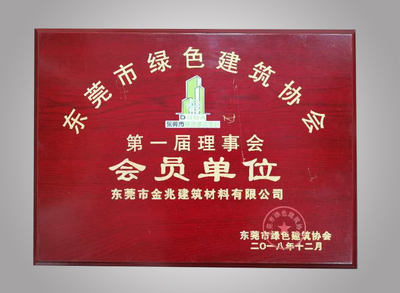 东莞市绿色建筑协会
第一届理事会
会员单位
东莞市金兆建筑材料有限公司
东莞市绿色建筑协会
二〇一八年十二月